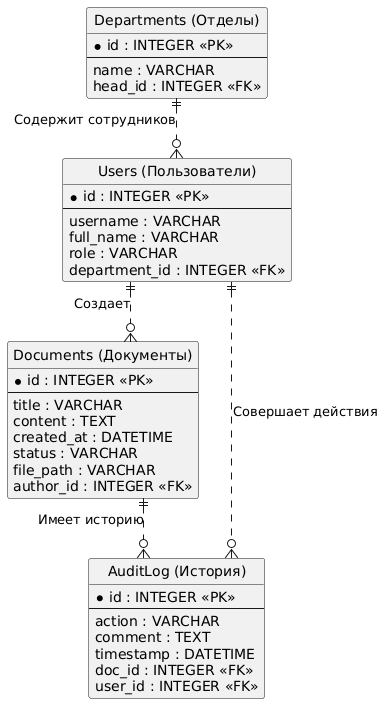 Departments (Отделы)
id : INTEGER «PK»
name : VARCHAR
head_id : INTEGER «FK»
Содержит сотрудников
Users (Пользователи)
id : INTEGER «PK»
username : VARCHAR
full_name : VARCHAR
role : VARCHAR
department_id : INTEGER «FK»
Создает
Documents (Документы)
id : INTEGER «PK»
title : VARCHAR
content : TEXT
created_at : DATETIME
status : VARCHAR
file_path : VARCHAR
author_id : INTEGER «FK»
Совершает действия
Имеет историю
AuditLog (История)
id : INTEGER «PK»
action : VARCHAR
comment : TEXT
timestamp : DATETIME
doc_id : INTEGER «FK»
user_id : INTEGER «FK»